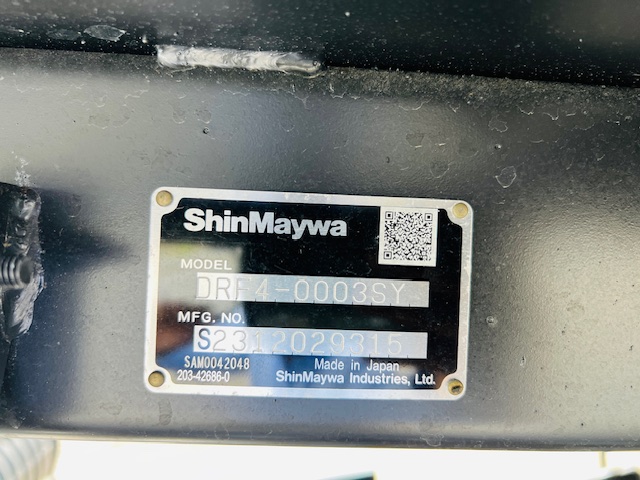 ShinMaywa
MODEL
DRF4-0003SY
MFG. NO.
S2312029315
SAM0042048
Made in Japan
203-42686-0
ShinMaywa Industries, Ltd.